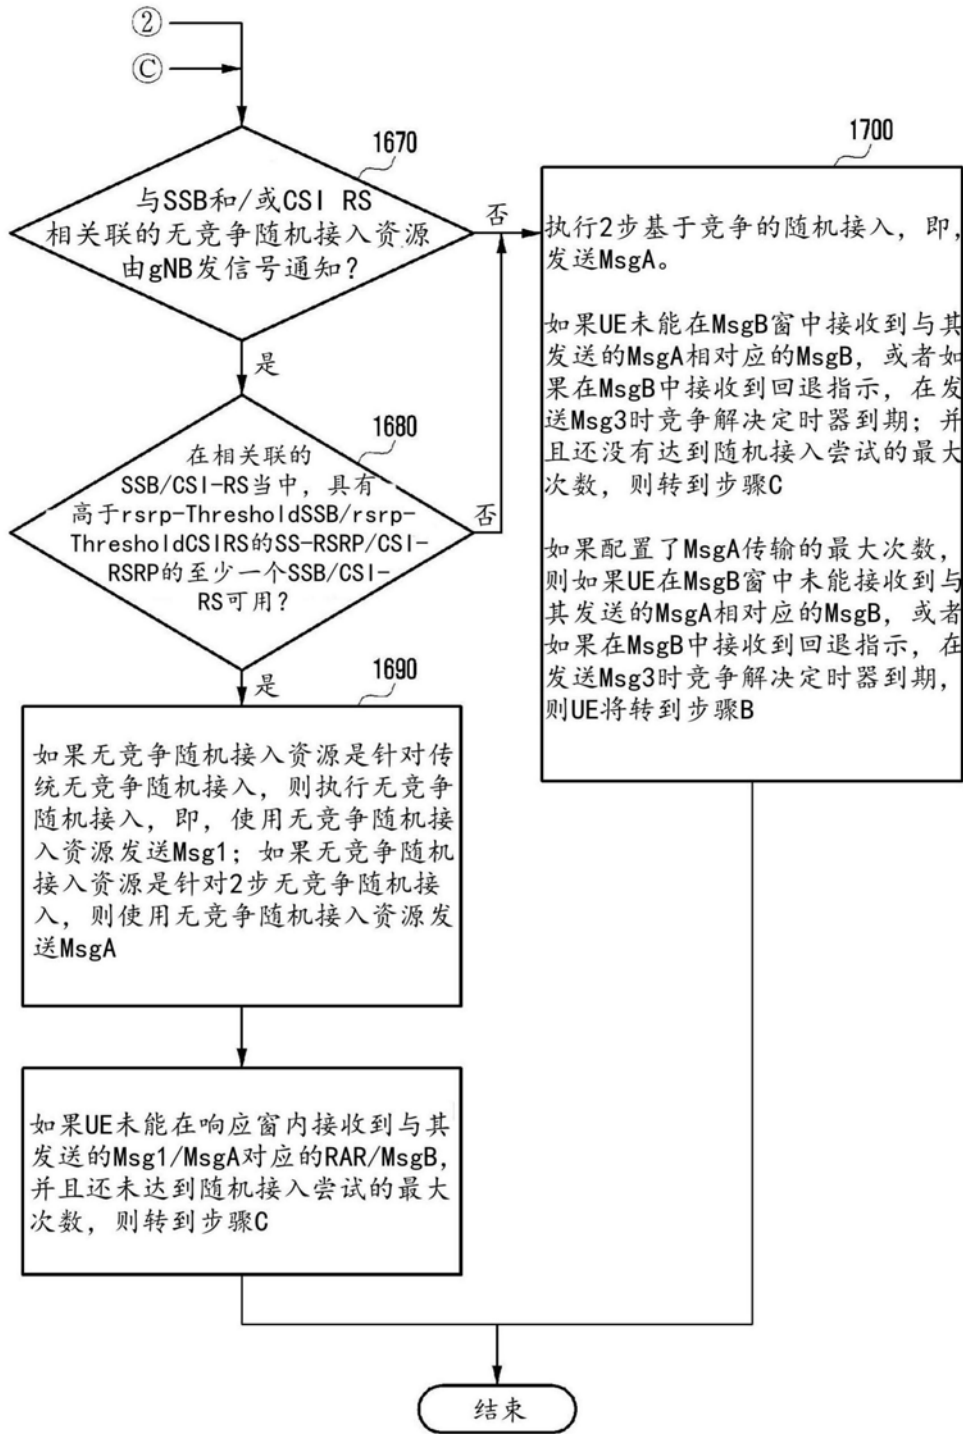 ②
Ⓒ
1670
与SSB和/或CSI RS
相关联的无竞争随机接入资源
由gNB发信号通知?
否
是
1680
在相关联的
SSB/CSI-RS当中, 具有
高于rsrp-ThresholdSSB/rsrp-
ThresholdCSIRS的SS-RSRP/CSI-
RSRP的至少一个SSB/CSI-
RS可用?
否
是
1690
如果无竞争随机接入资源是针对传
统无竞争随机接入, 则执行无竞争
随机接入, 即, 使用无竞争随机接
入资源发送Msg1; 如果无竞争随机
接入资源是针对2步无竞争随机接
入, 则使用无竞争随机接入资源发
送MsgA
如果UE未能在响应窗内接收到与其
发送的Msg1/MsgA对应的RAR/MsgB,
并且还未达到随机接入尝试的最大
次数, 则转到步骤C
1700
执行2步基于竞争的随机接入, 即,
发送MsgA。
如果UE未能在MsgB窗中接收到与其
发送的MsgA相对应的MsgB, 或者如
果在MsgB中接收到回退指示, 在发
送Msg3时竞争解决定时器到期; 并
且还没有达到随机接入尝试的最大
次数, 则转到步骤C
如果配置了MsgA传输的最大次数,
则如果UE在MsgB窗中未能接收到与
其发送的MsgA相对应的MsgB, 或者
如果在MsgB中接收到回退指示, 在
发送Msg3时竞争解决定时器到期,
则UE将转到步骤B
结束